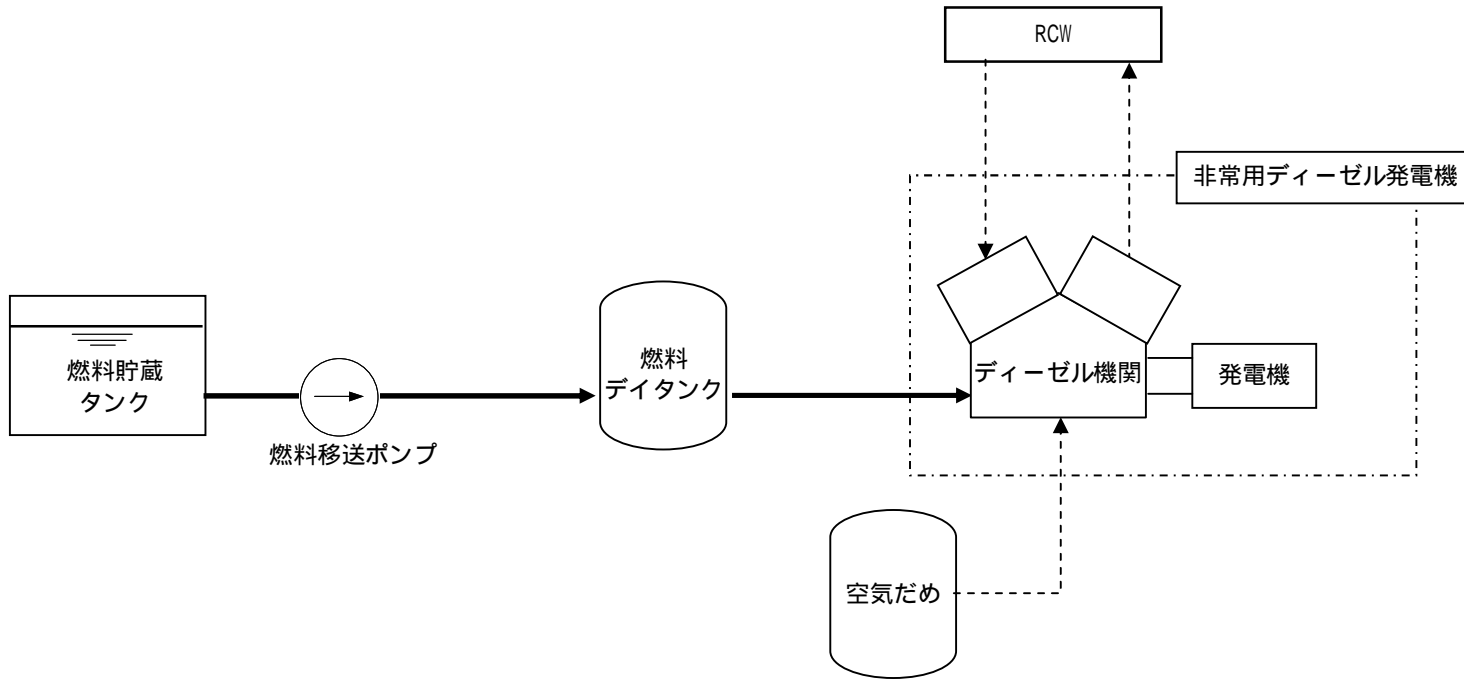 RCW
非常用ディーゼル発電機
燃料貯蔵
タンク
燃料移送ポンプ
燃料
デイタンク
ディーゼル機関
発電機
空気だめ